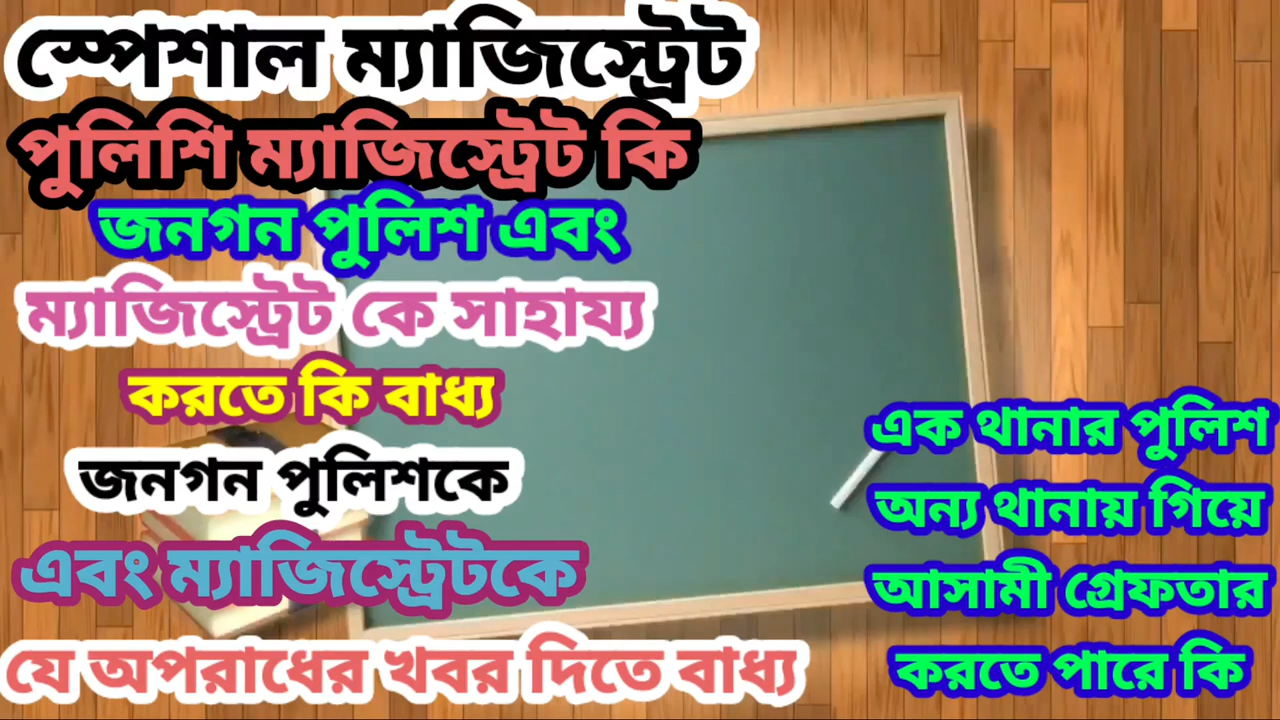 স্পেশাল ম্যাজিস্ট্রেট
পুলিশি ম্যাজিস্ট্রেট কি
জনগন পুলিশ এবং
ম্যাজিস্ট্রেট কে সাহায্য
করতে কি বাধ্য
জনগন পুলিশকে
এবং ম্যাজিস্ট্রেটকে
যে অপরাধের খবর দিতে বাধ্য
এক থানার পুলিশ
অন্য থানায় গিয়ে
আসামী গ্রেফতার
করতে পারে কি